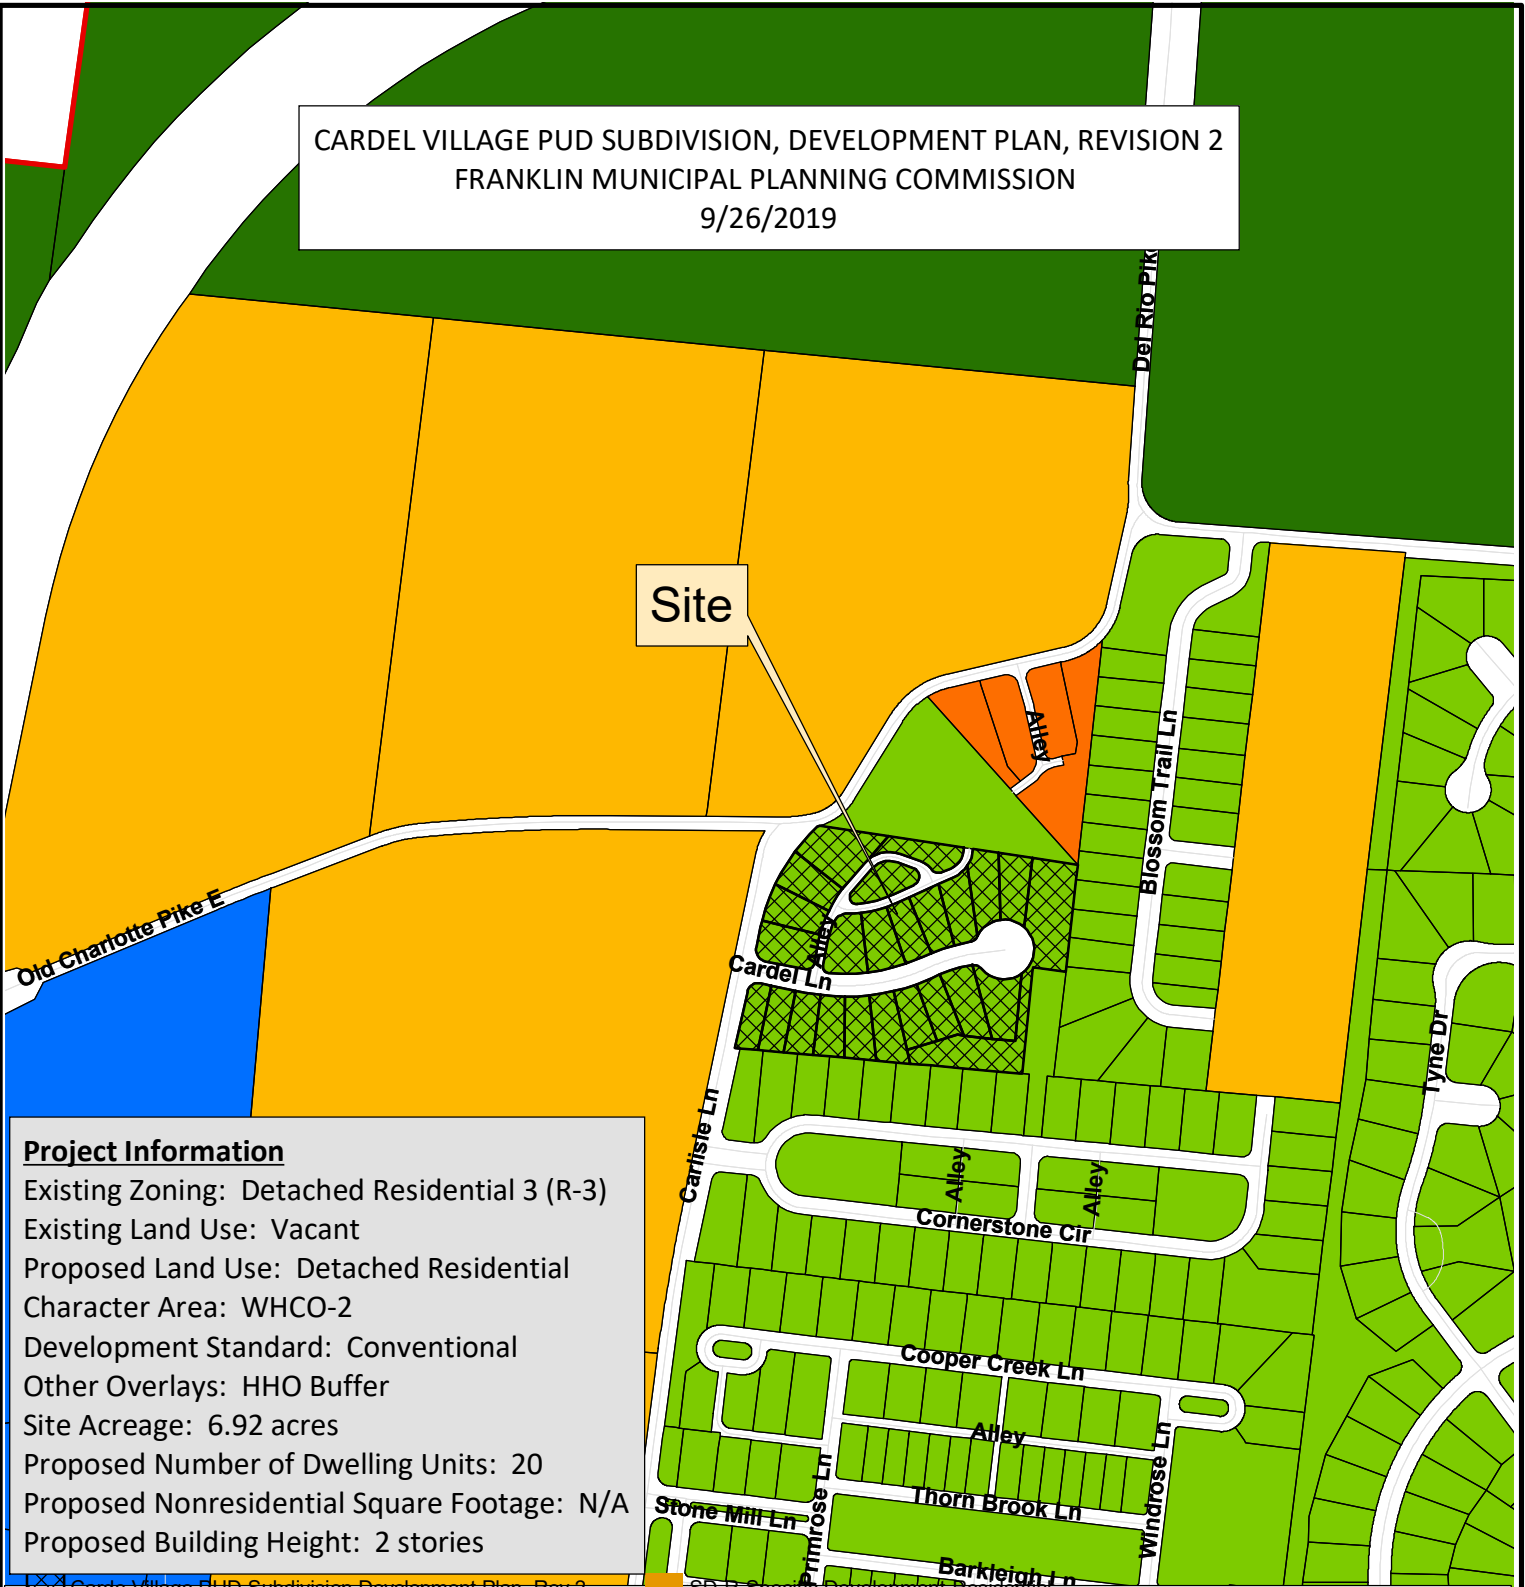 CARDEL VILLAGE PUD SUBDIVISION, DEVELOPMENT PLAN, REVISION 2
FRANKLIN MUNICIPAL PLANNING COMMISSION
9/26/2019
Del Rio Pike
Site
Alley
Blossom Trail Ln
Old Charlotte Pike E
Alley
Cardel Ln
Tyne Dr
Carlisle Ln
Alley
Alley
Cornerstone Cir
Cooper Creek Ln
Alley
Windrose Ln
Primrose Ln
Thorn Brook Ln
Stone Mill Ln
Barkleigh Ln
Project Information
Existing Zoning: Detached Residential 3 (R-3)
Existing Land Use: Vacant
Proposed Land Use: Detached Residential
Character Area: WHCO-2
Development Standard: Conventional
Other Overlays: HHO Buffer
Site Acreage: 6.92 acres
Proposed Number of Dwelling Units: 20
Proposed Nonresidential Square Footage: N/A
Proposed Building Height: 2 stories